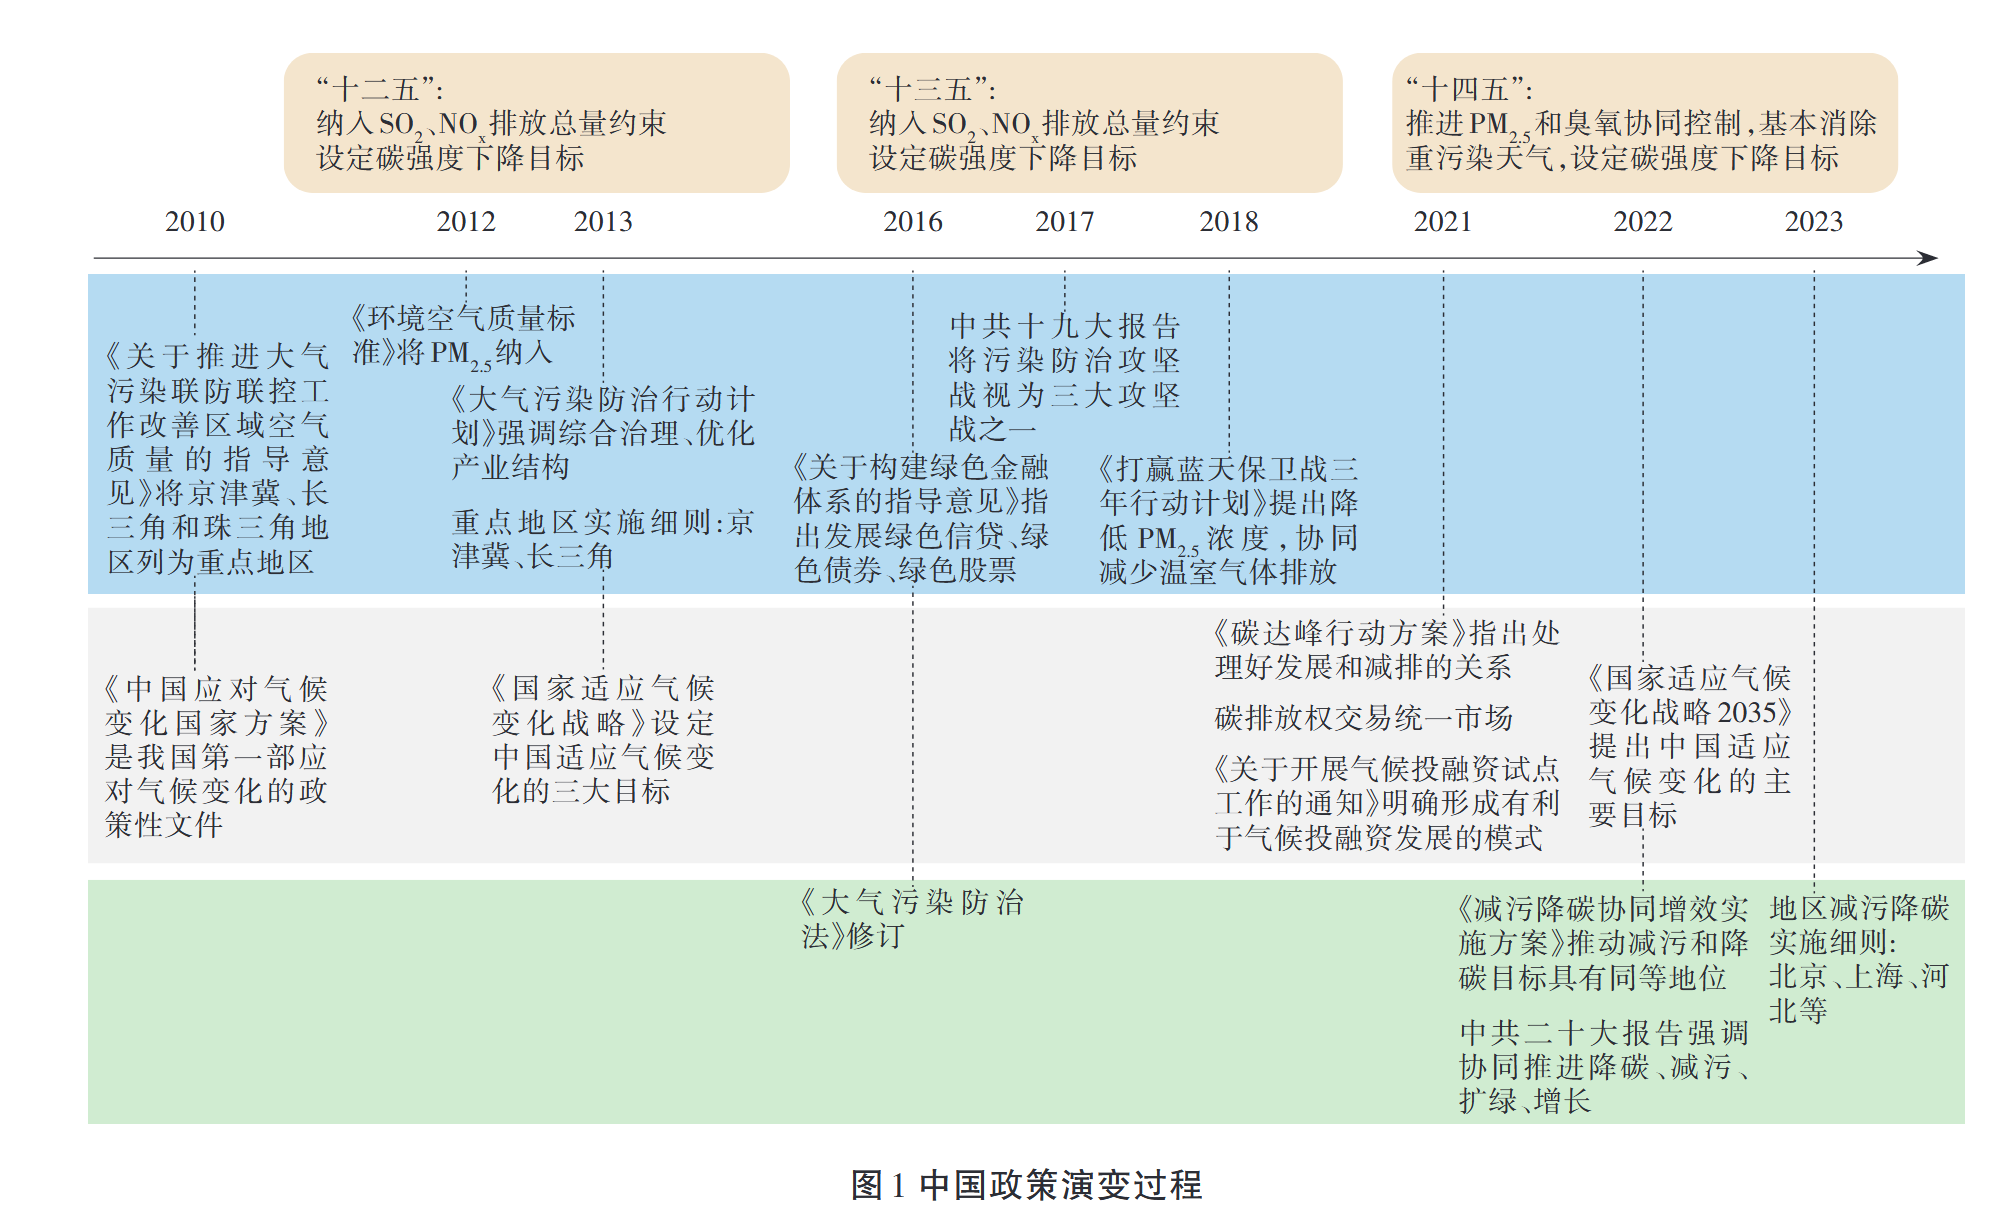 “十二五”:
纳入SO2、NOx排放总量约束
设定碳强度下降目标
“十三五”:
纳入SO2、NOx排放总量约束
设定碳强度下降目标
“十四五”:
推进PM2.5和臭氧协同控制,基本消除
重污染天气,设定碳强度下降目标
2010
2012
2013
2016
2017
2018
2021
2022
2023
《关于推进大气
污染联防联控工
作改善区域空气
质量的指导意
见》将京津冀、长
三角和珠三角地
区列为重点地区
《环境空气质量标
准》将PM2.5纳入
《大气污染防治行动计
划》强调综合治理、优化
产业结构
重点地区实施细则:京
津冀、长三角
《关于构建绿色金融
体系的指导意见》指
出发展绿色信贷、绿
色债券、绿色股票
中共十九大报告
将污染防治攻坚
战视为三大攻坚
战之一
《打赢蓝天保卫战三
年行动计划》提出降
低PM2.5浓度,协同
减少温室气体排放
《中国应对气候
变化国家方案》
是我国第一部应
对气候变化的政
策性文件
《国家适应气候
变化战略》设定
中国适应气候变
化的三大目标
《碳达峰行动方案》指出处
理好发展和减排的关系
碳排放权交易统一市场
《关于开展气候投融资试点
工作的通知》明确形成有利
于气候投融资发展的模式
《国家适应气候
变化战略2035》
提出中国适应
气候变化的主
要目标
《大气污染防治
法》修订
《减污降碳协同增效实
施方案》推动减污和降
碳目标具有同等地位
中共二十大报告强调
协同推进降碳、减污、
扩绿、增长
地区减污降碳
实施细则:
北京、上海、河
北等
图1 中国政策演变过程